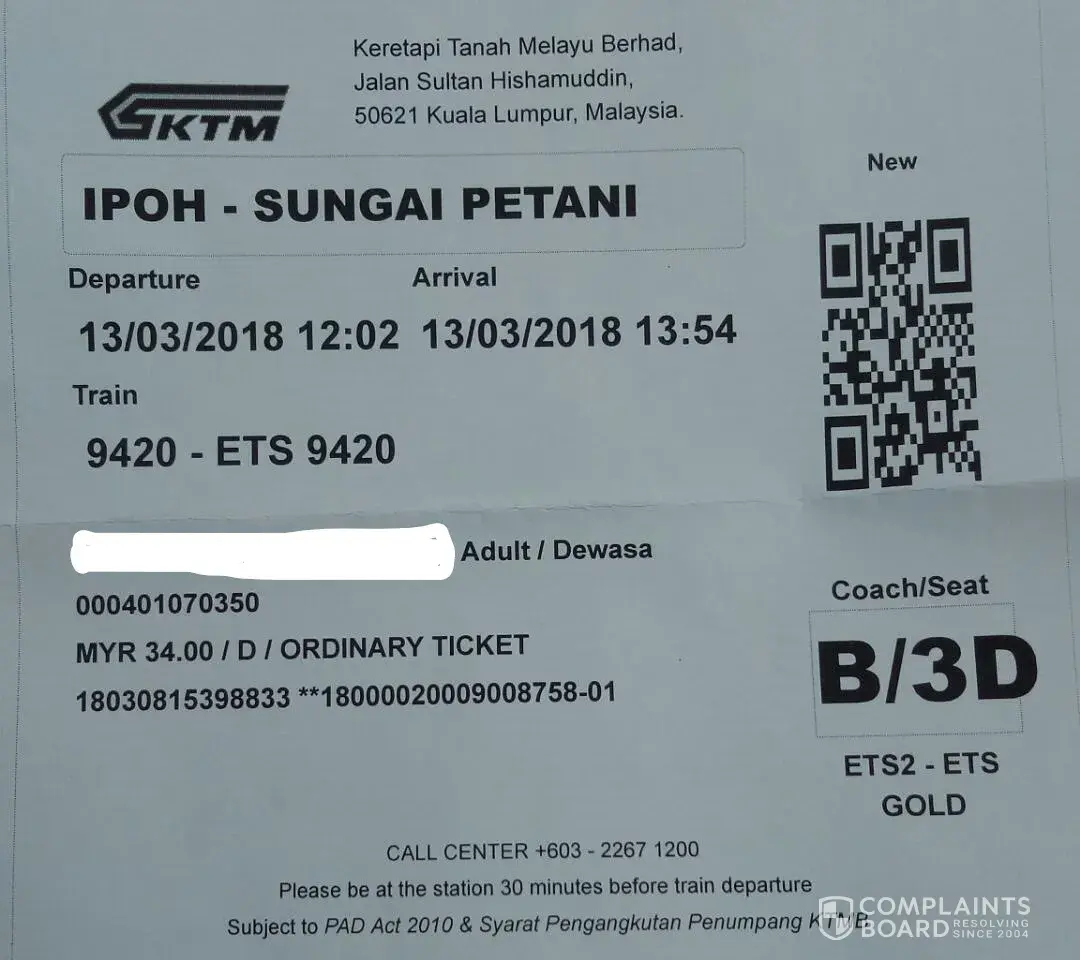 Keretapi Tanah Melayu Berhad,
Jalan Sultan Hishamuddin,
50621 Kuala Lumpur, Malaysia.
KTM
IPOH - SUNGAI PETANI
New
Departure Arrival
13/03/2018 12:02 13/03/2018 13:54
Train
9420 - ETS 9420
Adult / Dewasa
000401070350
MYR 34.00 / D / ORDINARY TICKET
18030815398833 **18000020009008758-01
Coach/Seat
B/3D
ETS2 - ETS
GOLD
CALL CENTER +603 - 2267 1200
Please be at the station 30 minutes before train departure
Subject to PAD Act 2010 & Syarat Pengangkutan Penumpang KTMB
COMPLAINTS
BOARD RESOLVING
SINCE 2004